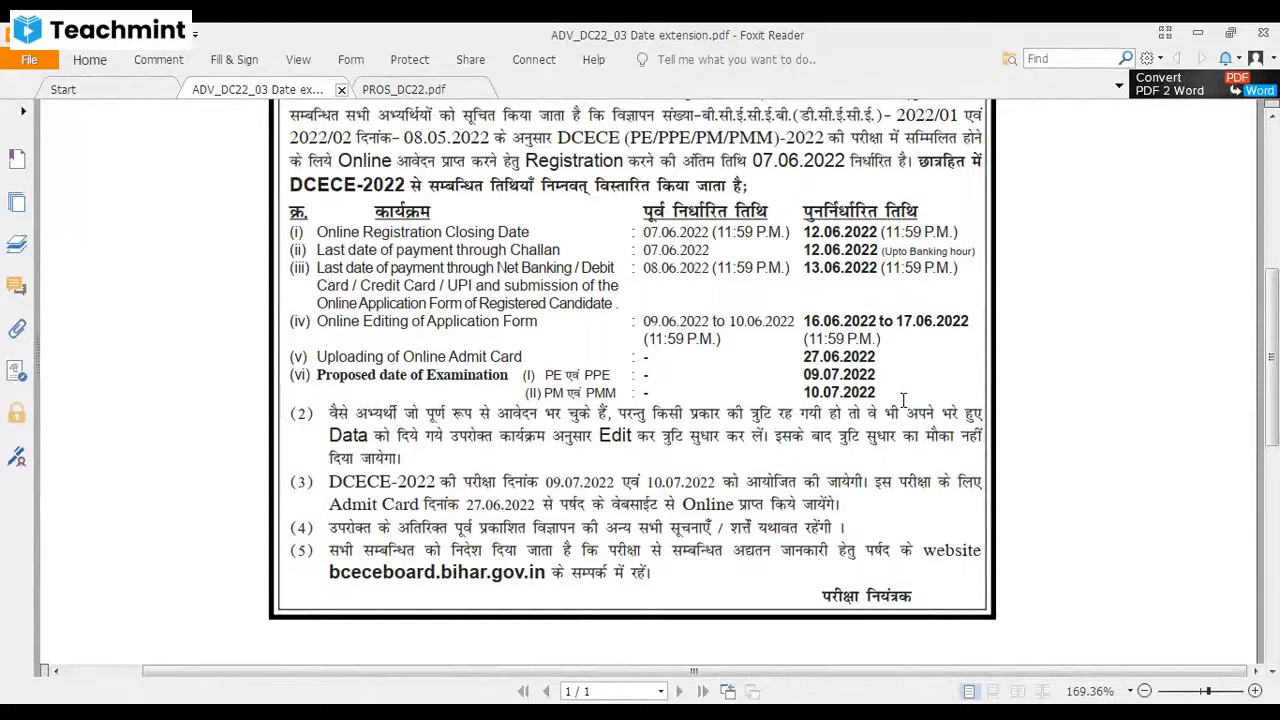 Teachmint
ADV_DC22_03 Date extension.pdf - Foxit Reader
File Home Comment Fill & Sign View Form Protect Share Connect Help Tell me what you want to do.. Find
Start ADV_DC22_03 Date ex... PROS_DC22.pdf
Convert PDF
PDF 2 Word Word
सम्बन्धित सभी अभ्यर्थियों को सूचित किया जाता है कि विज्ञापन संख्या-बी.सी.ई.सी.ई.बी.(डी.सी.ई.सी.ई.)- 2022/01 एवं
2022/02 दिनांक- 08.05.2022 के अनुसार DCECE (PE/PPE/PM/PMM)-2022 की परीक्षा में सम्मिलित होने
के लिये Online आवेदन प्राप्त करने हेतु Registration करने की अंतिम तिथि 07.06.2022 निर्धारित है। छात्रहित में
DCECE-2022 से सम्बन्धित तिथियाँ निम्नवत् विस्तारित किया जाता है;
क्र. कार्यक्रम पूर्व निर्धारित तिथि पुनर्निर्धारित तिथि
(i) Online Registration Closing Date : 07.06.2022 (11:59 P.M.) 12.06.2022 (11:59 P.M.)
(ii) Last date of payment through Challan : 07.06.2022 12.06.2022 (Upto Banking hour)
(iii) Last date of payment through Net Banking / Debit : 08.06.2022 (11:59 P.M.) 13.06.2022 (11:59 P.M.)
Card / Credit Card / UPI and submission of the
Online Application Form of Registered Candidate .
(iv) Online Editing of Application Form : 09.06.2022 to 10.06.2022 16.06.2022 to 17.06.2022
(11:59 P.M.) (11:59 P.M.)
(v) Uploading of Online Admit Card : - 27.06.2022
(vi) Proposed date of Examination (I) PE एवं PPE : - 09.07.2022
(II) PM एवं PMM : - 10.07.2022
(2) वैसे अभ्यर्थी जो पूर्ण रूप से आवेदन भर चुके हैं, परन्तु किसी प्रकार की त्रुटि रह गयी हो तो वे भी अपने भरे हुए
Data को दिये गये उपरोक्त कार्यक्रम अनुसार Edit कर त्रुटि सुधार कर लें। इसके बाद त्रुटि सुधार का मौका नहीं
दिया जायेगा।
(3) DCECE-2022 की परीक्षा दिनांक 09.07.2022 एवं 10.07.2022 को आयोजित की जायेगी। इस परीक्षा के लिए
Admit Card दिनांक 27.06.2022 से पर्षद के वेबसाईट से Online प्राप्त किये जायेंगे।
(4) उपरोक्त के अतिरिक्त पूर्व प्रकाशित विज्ञापन की अन्य सभी सूचनाएँ / शर्त्तें यथावत रहेंगी ।
(5) सभी सम्बन्धित को निदेश दिया जाता है कि परीक्षा से सम्बन्धित अद्यतन जानकारी हेतु पर्षद के website
bceceboard.bihar.gov.in के सम्पर्क में रहें।
परीक्षा नियंत्रक
1 / 1 169.36%